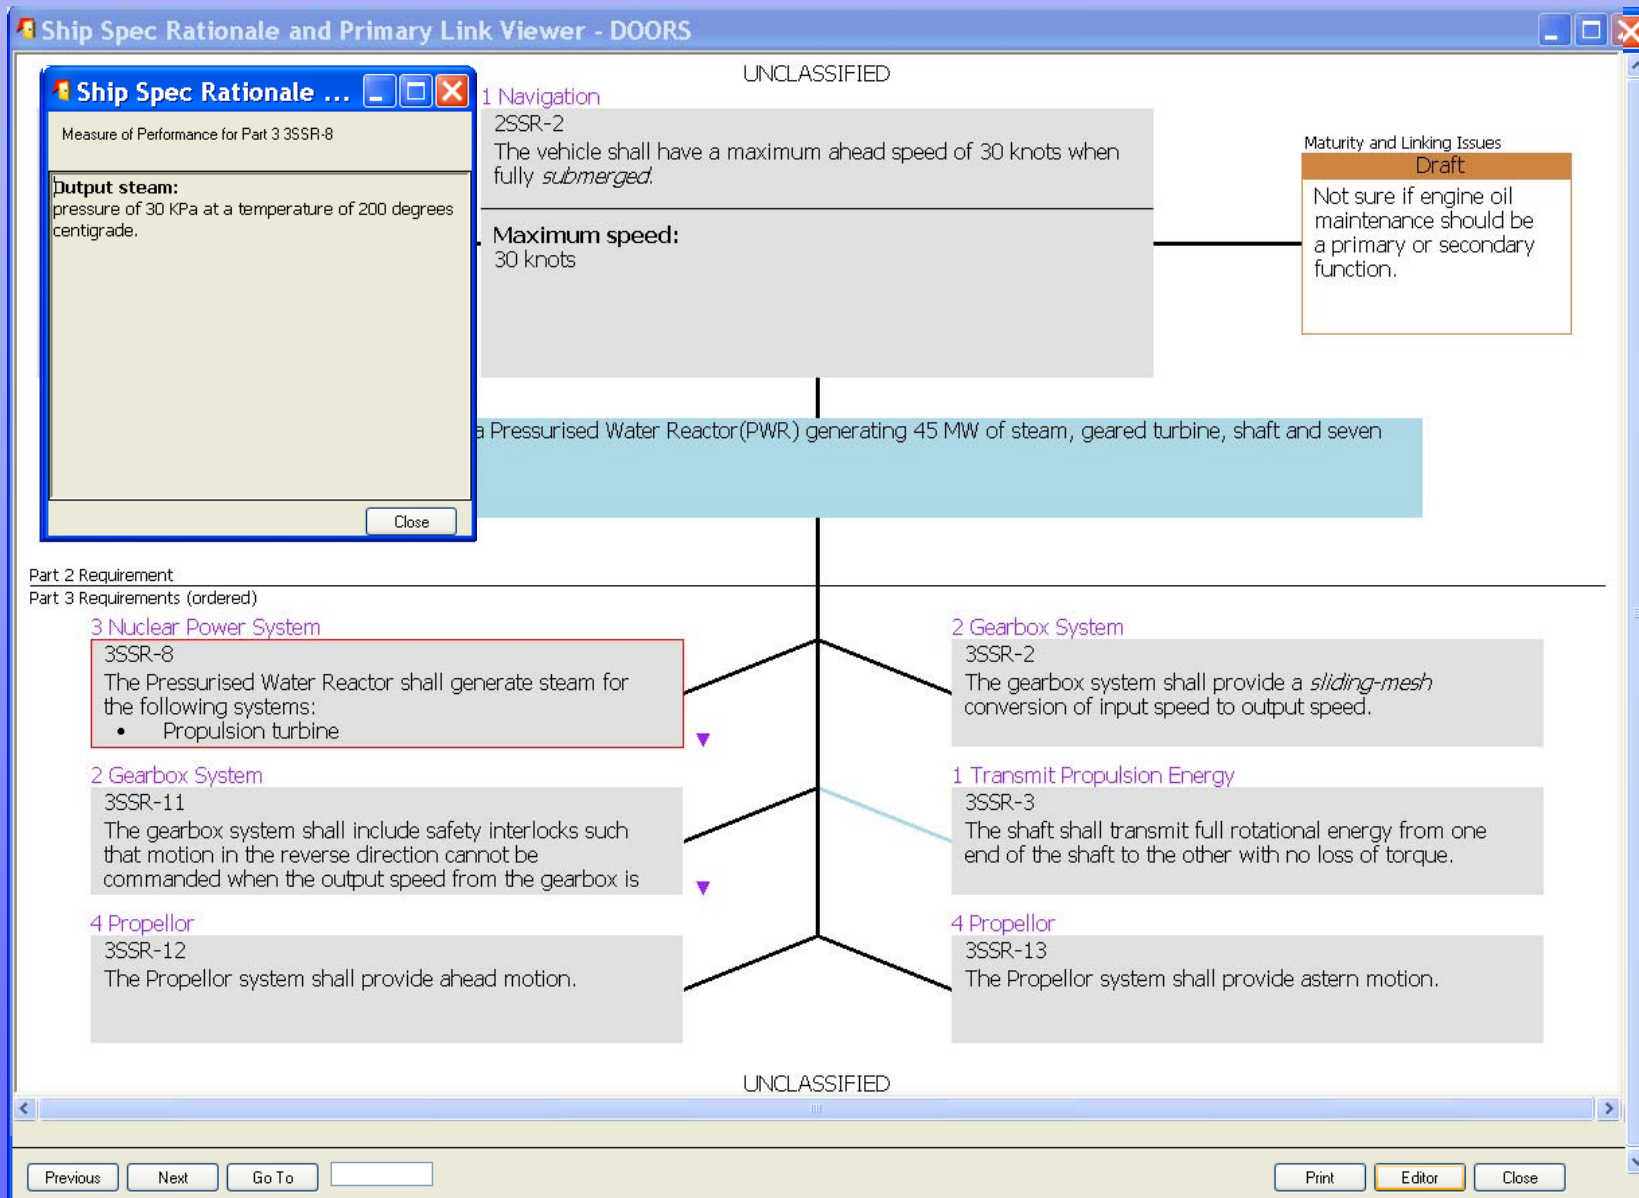 Ship Spec Rationale and Primary Link Viewer - DOORS
UNCLASSIFIED
Ship Spec Rationale ...
Measure of Performance for Part 3 3SSR-8
Output steam:
pressure of 30 KPa at a temperature of 200 degrees
centigrade.
Close
1 Navigation
2SSR-2
The vehicle shall have a maximum ahead speed of 30 knots when
fully submerged.
Maximum speed:
30 knots
Maturity and Linking Issues
Draft
Not sure if engine oil
maintenance should be
a primary or secondary
function.
a Pressurised Water Reactor(PWR) generating 45 MW of steam, geared turbine, shaft and seven
Part 2 Requirement
Part 3 Requirements (ordered)
3 Nuclear Power System
3SSR-8
The Pressurised Water Reactor shall generate steam for
the following systems:
• Propulsion turbine
2 Gearbox System
3SSR-2
The gearbox system shall provide a sliding-mesh
conversion of input speed to output speed.
2 Gearbox System
3SSR-11
The gearbox system shall include safety interlocks such
that motion in the reverse direction cannot be
commanded when the output speed from the gearbox is
1 Transmit Propulsion Energy
3SSR-3
The shaft shall transmit full rotational energy from one
end of the shaft to the other with no loss of torque.
4 Propellor
3SSR-12
The Propellor system shall provide ahead motion.
4 Propellor
3SSR-13
The Propellor system shall provide astern motion.
UNCLASSIFIED
Previous
Next
Go To
Print
Editor
Close